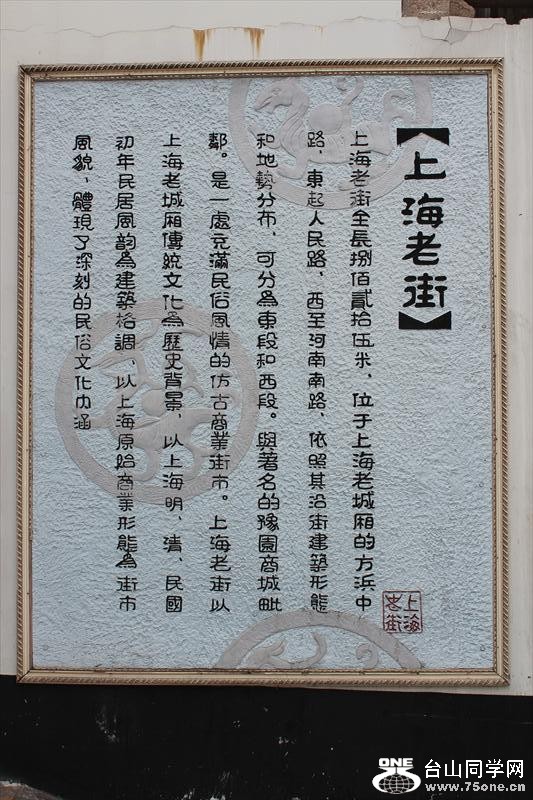 【上海老街】
上海老街全長捌佰貳拾伍米、位于上海老城厢的方浜中
路、東起人民路、西至河南南路、依照其沿街建築形態
和地勢分布、可分為東段和西段。與著名的豫園商城毗
鄰。是一處充滿民俗風情的仿古商業街市。上海老街以
上海老城厢傳統文化為歷史背景、以上海明、清、民國
初年民居風韵為建築格調、以上海原始商業形態為街市
風貌、體現了深刻的民俗文化内涵
上海
老街
ONE
台山同学网
www.75one.cn